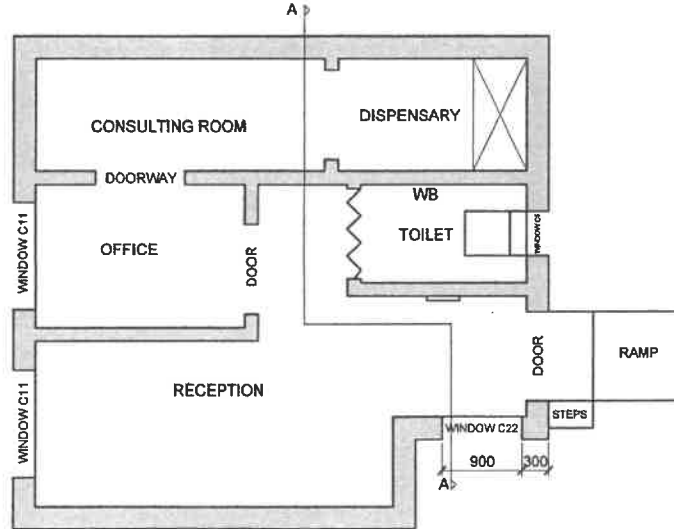 A
CONSULTING ROOM
DISPENSARY
DOORWAY
WB
TOILET
WINDOW C11
OFFICE
DOOR
DOOR
RAMP
RECEPTION
WINDOW C11
STEPS
WINDOW C22
900
300
A